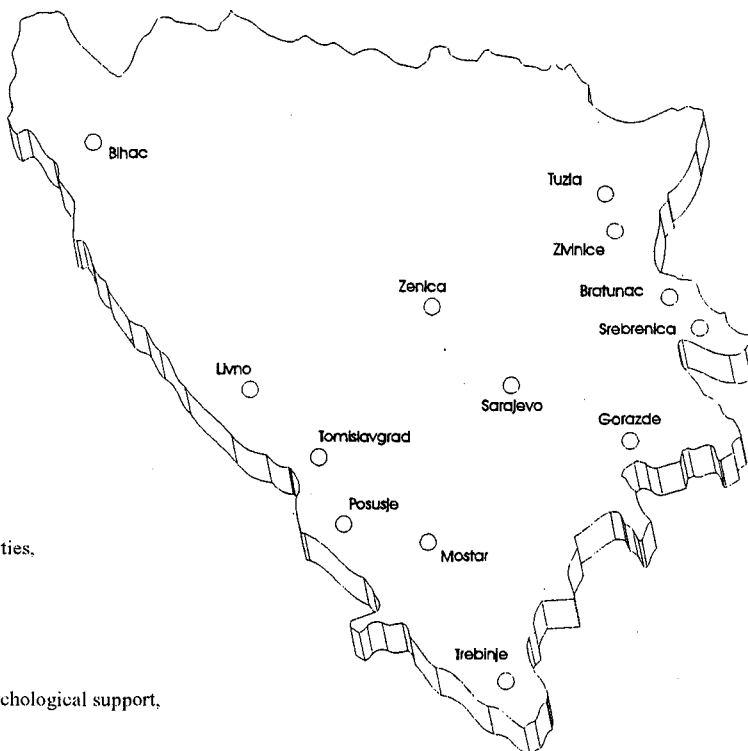 Bihac
Tuzla
Zivinice
Zenica
Bratunac
Srebrenica
Livno
Sarajevo
Gorazde
Tomislavgrad
Posusje
Mostar
ties,
Trebinje
chological support,